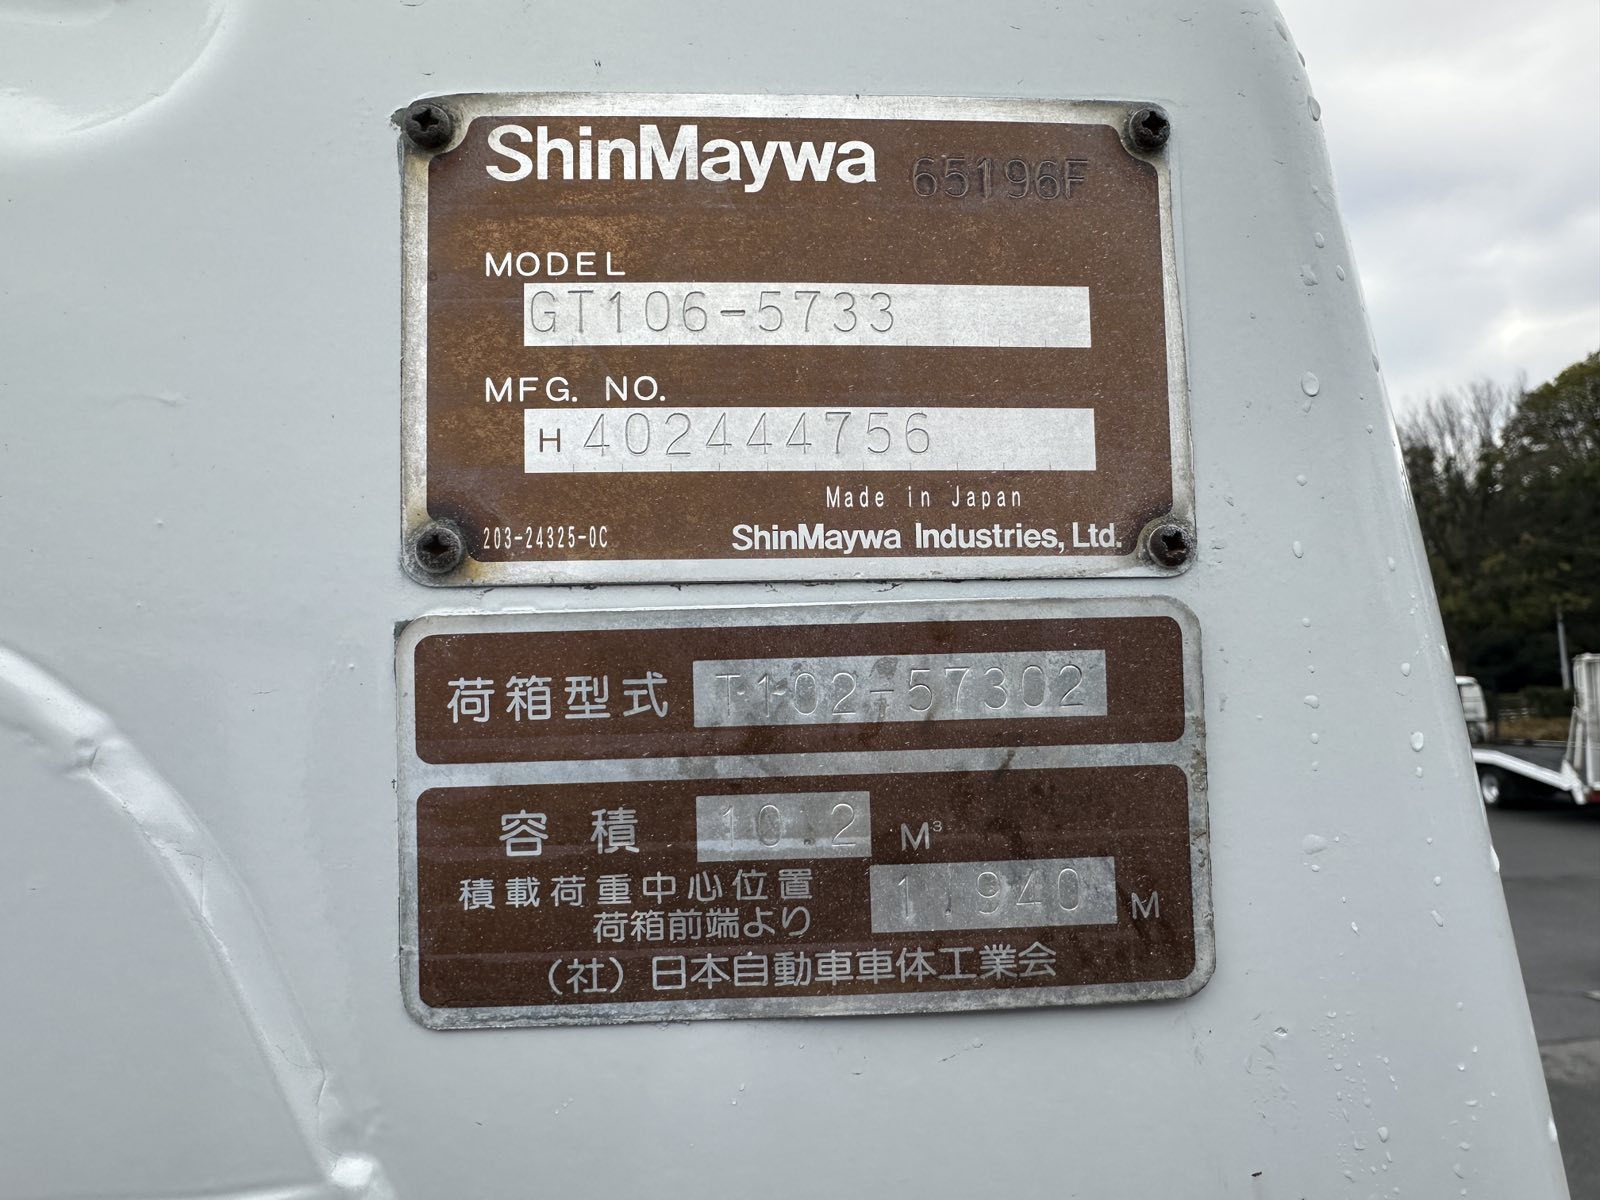 ShinMaywa 65196F
MODEL
GT106-5733
MFG. NO.
H 402444756
Made in Japan
203-24325-0C ShinMaywa Industries, Ltd.
荷箱型式 T102-57302
容積 10.2 M³
積載荷重中心位置
荷箱前端より 1.940 M
(社)日本自動車車体工業会